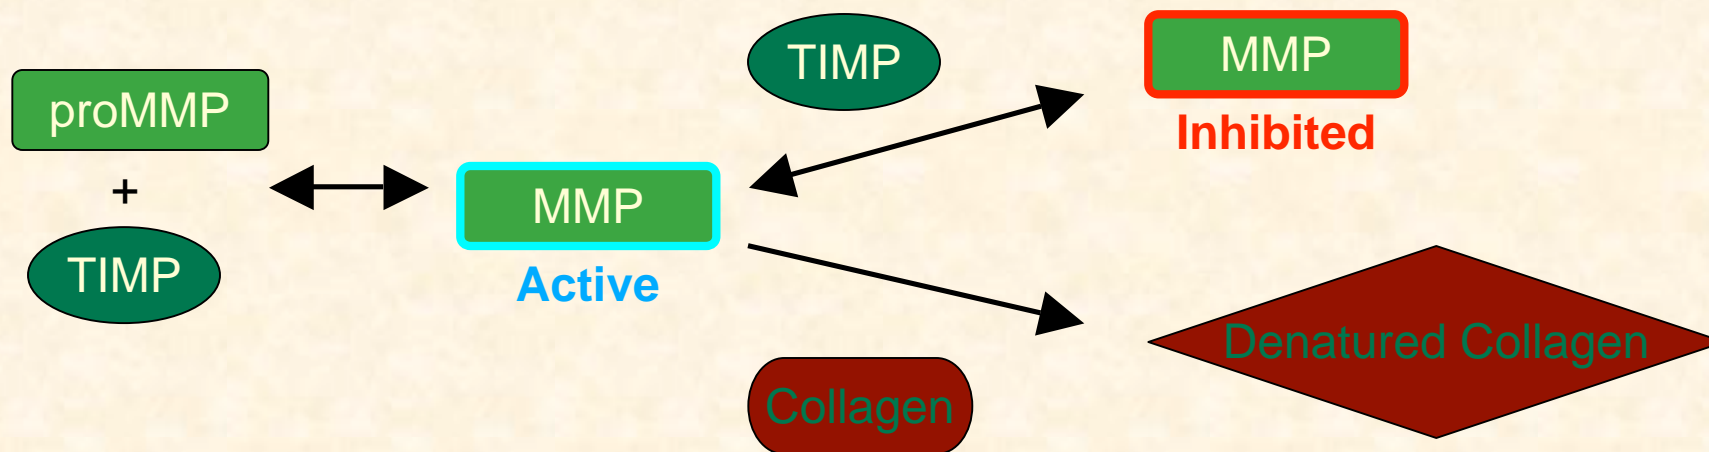 proMMP
+
TIMP
MMP
Active
TIMP
MMP
Inhibited
Collagen
Denatured Collagen